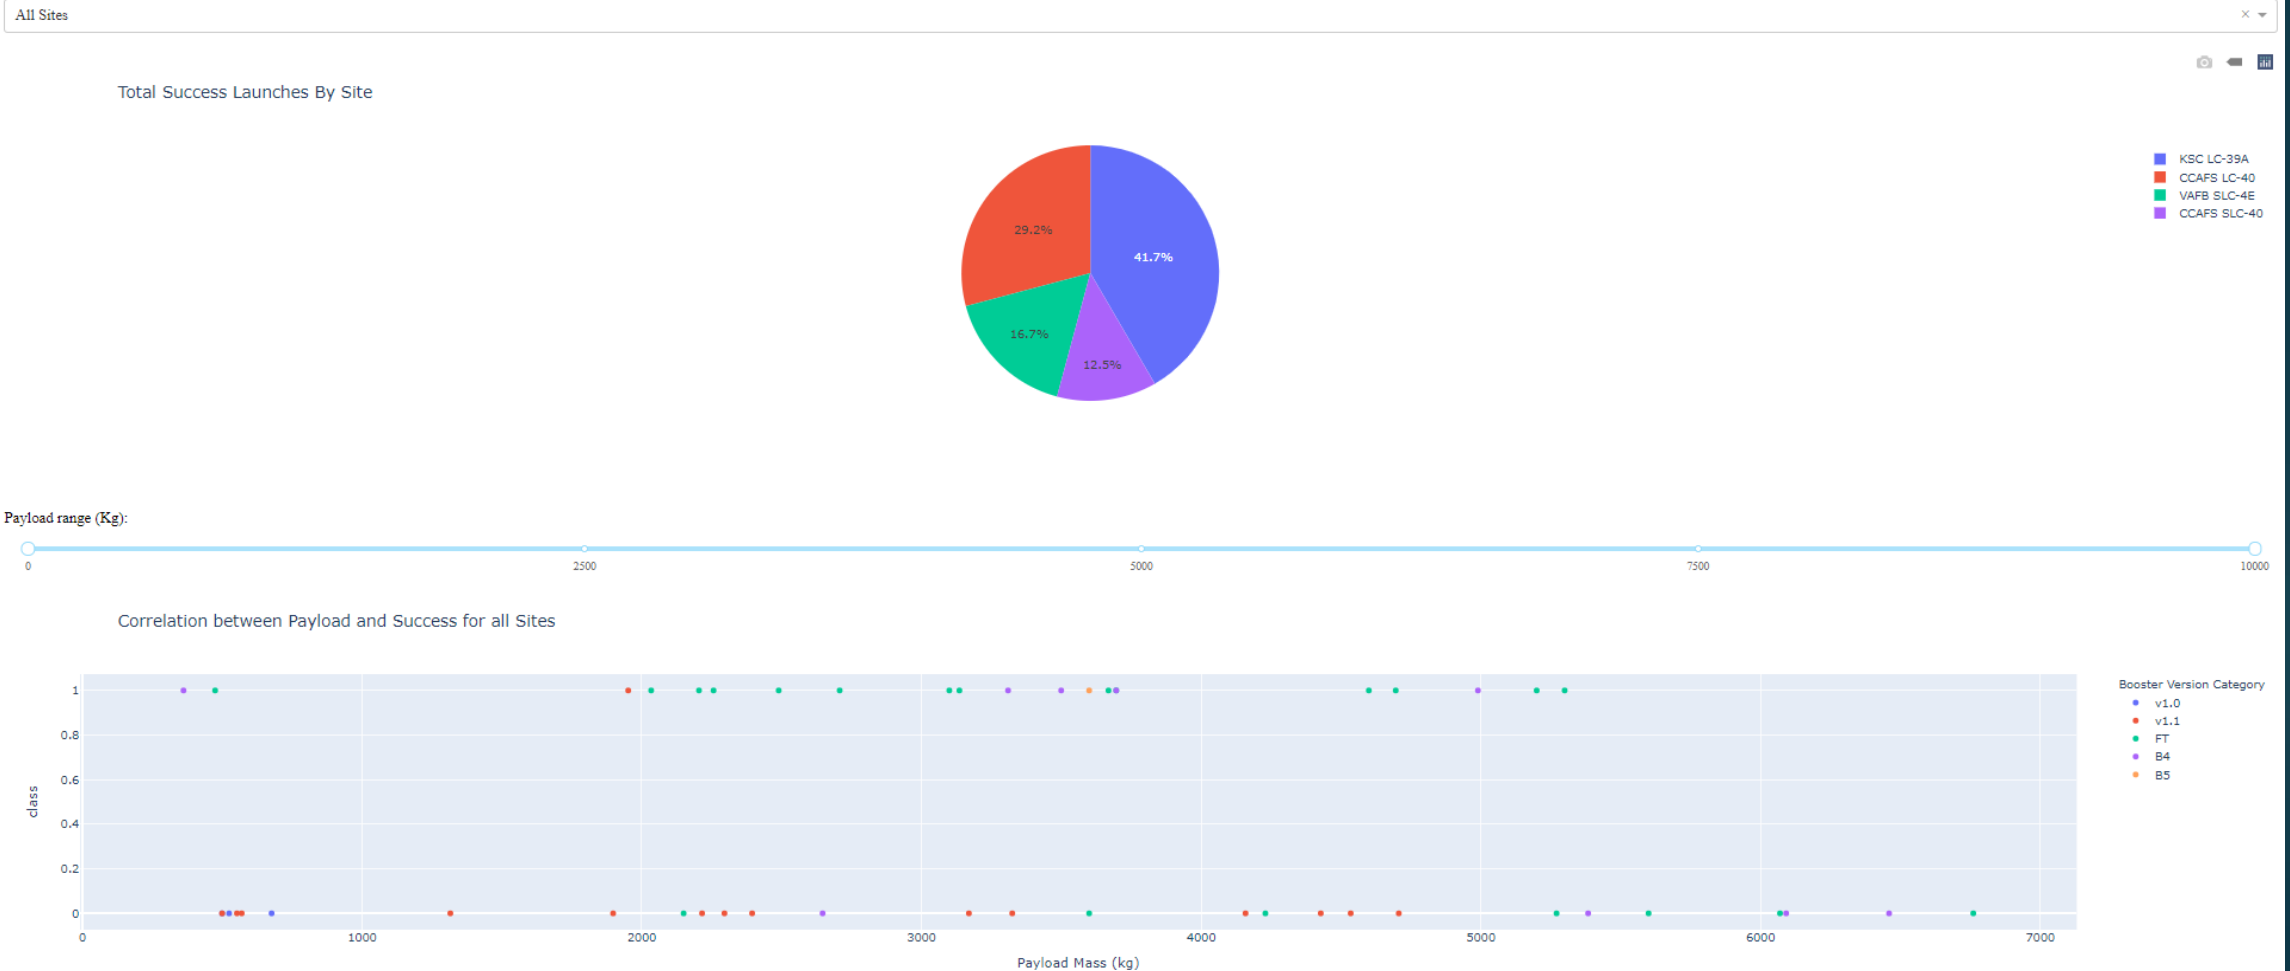 All Sites
Total Success Launches By Site
KSC LC-39A
CCAFS LC-40
VAFB SLC-4E
CCAFS SLC-40
29.2%
41.7%
16.7%
12.5%
Payload range (Kg):
0 2500 5000 7500 10000
Correlation between Payload and Success for all Sites
Booster Version Category
v1.0
v1.1
FT
B4
B5
class
1
0.8
0.6
0.4
0.2
0
0 1000 2000 3000 4000 5000 6000 7000
Payload Mass (kg)